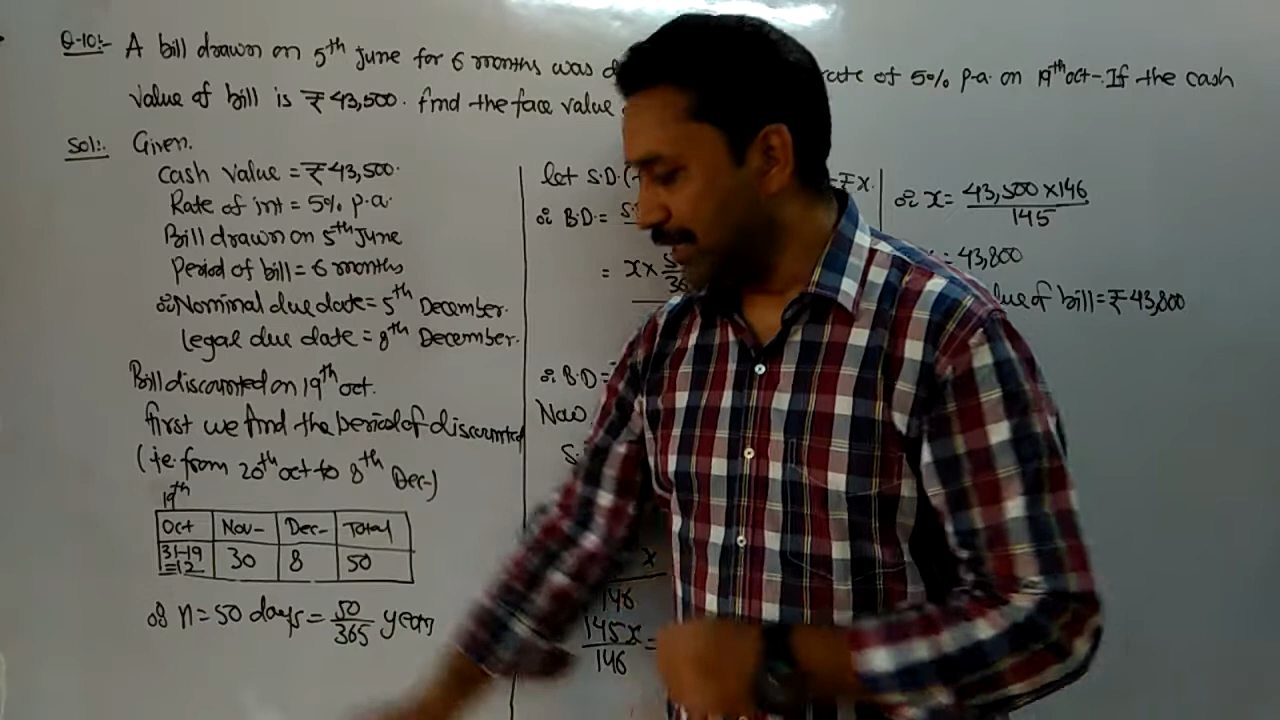 Q-10:- A bill drawn on 5th June for 6 months was rate of 5% p.a. on 19th oct-. If the cash
value of bill is ₹ 43,500. find the face value
Sol:. Given.
cash value = ₹ 43,500.
Rate of int = 5% p.a.
Bill drawn on 5th June
Period of bill = 6 months
∴ Nominal due date = 5th December.
legal due date = 8th December.
Bill discounted on 19th oct.
first we find the period of discounted
(ie. from 20th oct to 8th Dec-)
19th
Oct Nov- Dec- Total
31-19 30 8 50
=12
∴ n = 50 days = 50/365 years
let S.D. ₹ x.
∴ B.D. =
= x ×
∴ B.D =
Now
x
146
145x =
146
∴ x = 43,500 × 146
145
= 43,800
of bill = ₹ 43,800